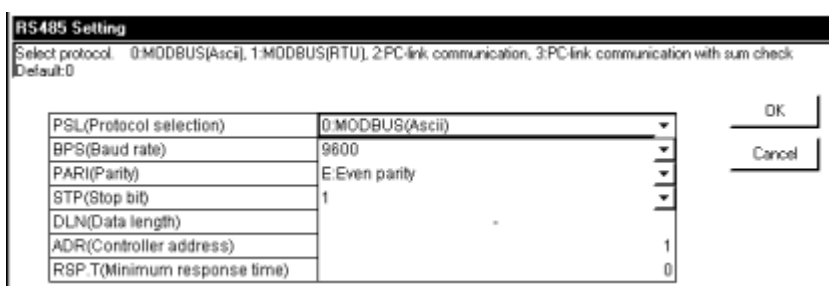 RS485 Setting
Select protocol. 0:MODBUS(Ascii), 1:MODBUS(RTU), 2:PC-link communication, 3:PC-link communication with sum check
Default:0
OK
PSL(Protocol selection) 0:MODBUS(Ascii)
BPS(Baud rate) 9600
Cancel
PARI(Parity) E:Even parity
STP(Stop bit) 1
DLN(Data length) -
ADR(Controller address) 1
RSP.T(Minimum response time) 0